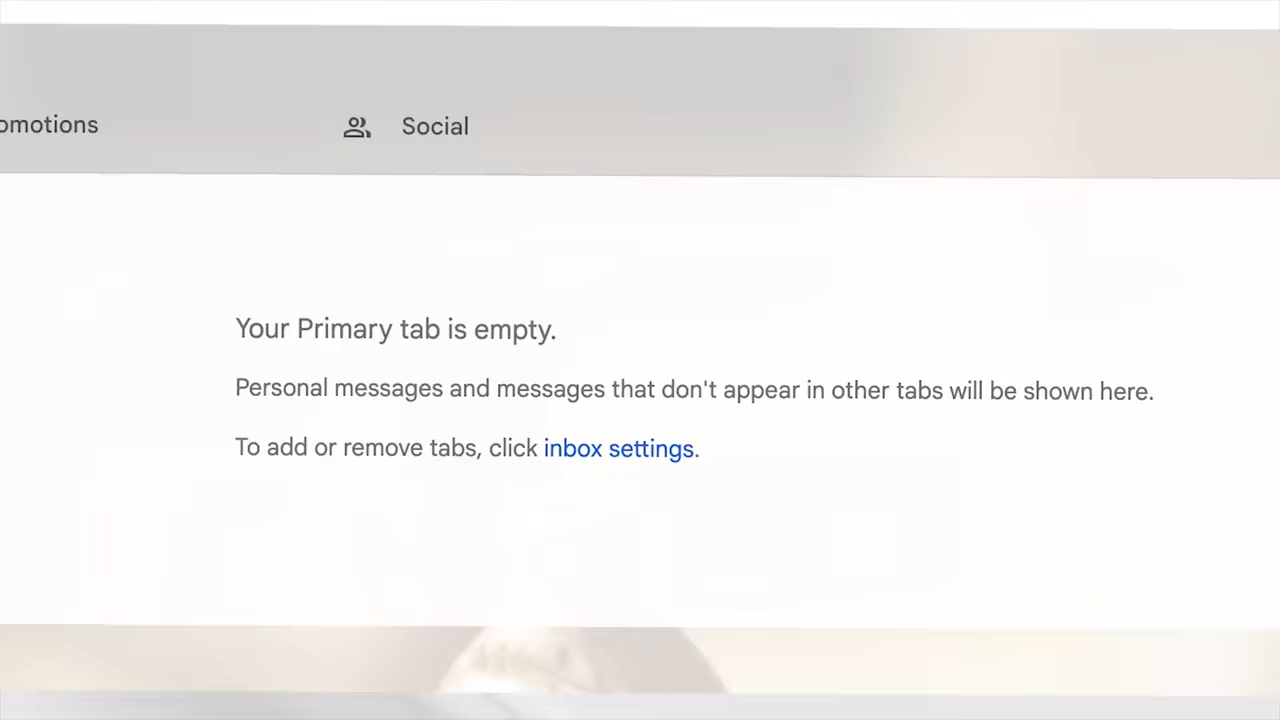 omotions
Social
Your Primary tab is empty.
Personal messages and messages that don't appear in other tabs will be shown here.
To add or remove tabs, click inbox settings.